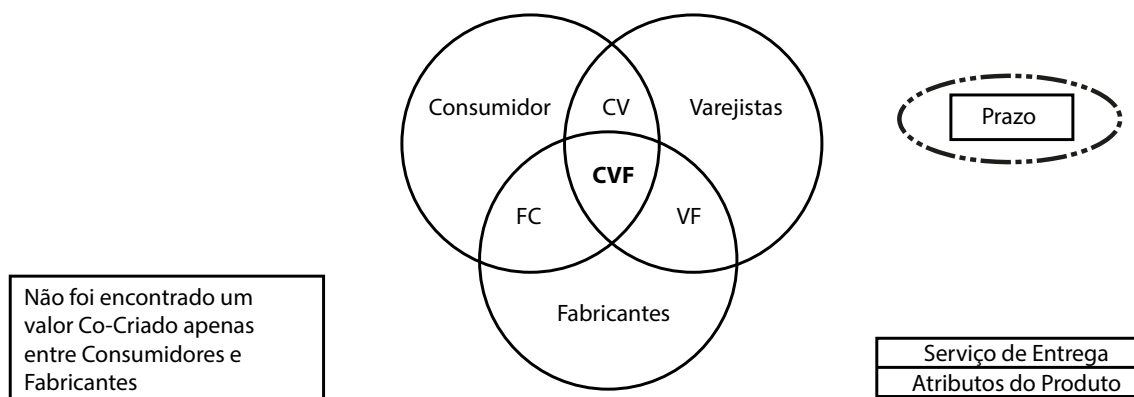 Consumidor
CV
Varejistas
Prazo
CVF
FC
VF
Fabricantes
Não foi encontrado um
valor Co-Criado apenas
entre Consumidores e
Fabricantes
Serviço de Entrega
Atributos do Produto